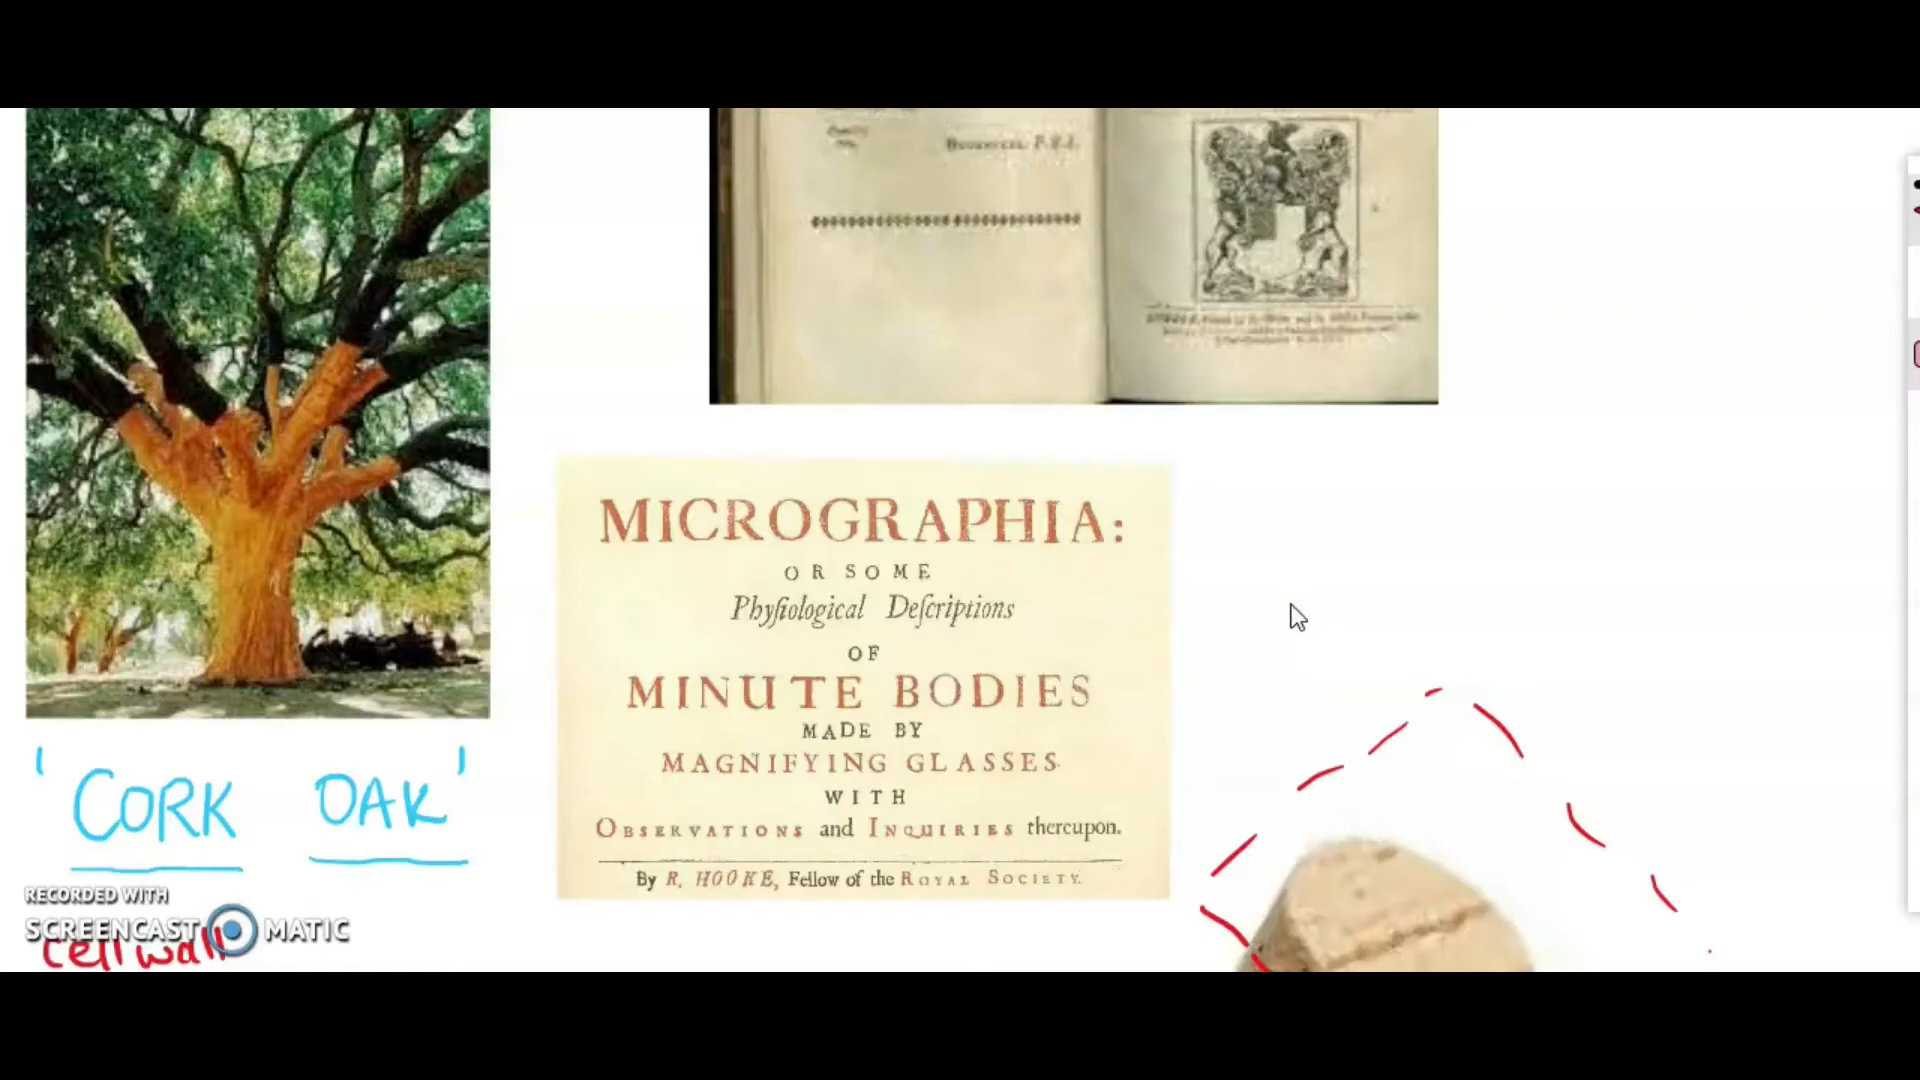 MICROGRAPHIA:
OR SOME
Phyſiological Deſcriptions
OF
MINUTE BODIES
MADE BY
MAGNIFYING GLASSES
WITH
OBSERVATIONS and INQUIRIES thereupon.
By R. HOOKE, Fellow of the ROYAL SOCIETY.
'CORK OAK'
RECORDED WITH
SCREENCAST MATIC
cell wall